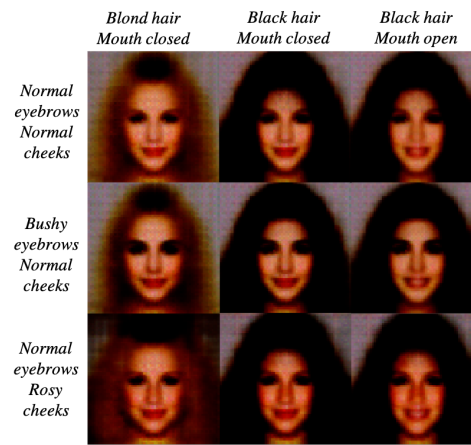 Blond hair
Mouth closed
Black hair
Mouth closed
Black hair
Mouth open
Normal
eyebrows
Normal
cheeks
Bushy
eyebrows
Normal
cheeks
Normal
eyebrows
Rosy
cheeks